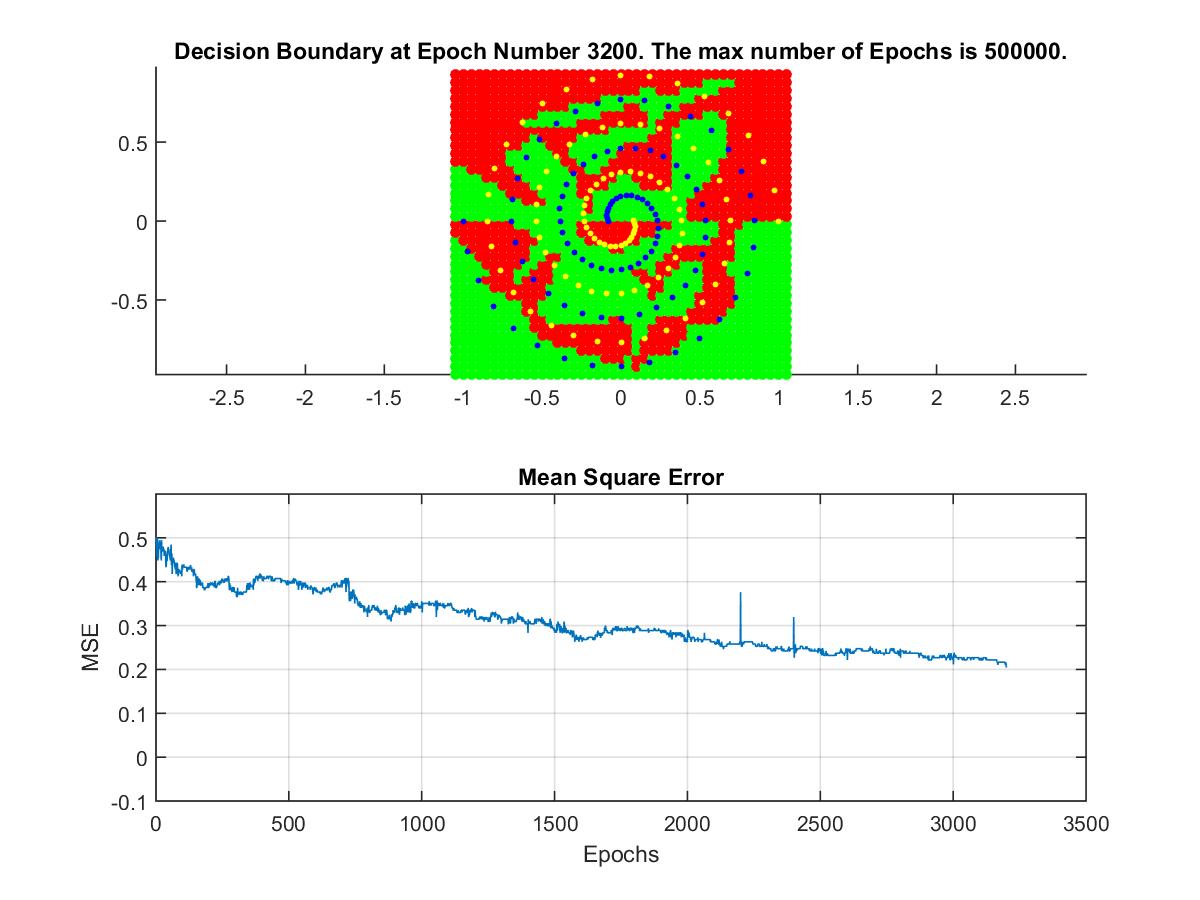 Decision Boundary at Epoch Number 3200. The max number of Epochs is 500000.
0.5
0
-0.5
-2.5 -2 -1.5 -1 -0.5 0 0.5 1 1.5 2 2.5
Mean Square Error
0.5
0.4
0.3
0.2
0.1
0
-0.1
MSE
0 500 1000 1500 2000 2500 3000 3500
Epochs